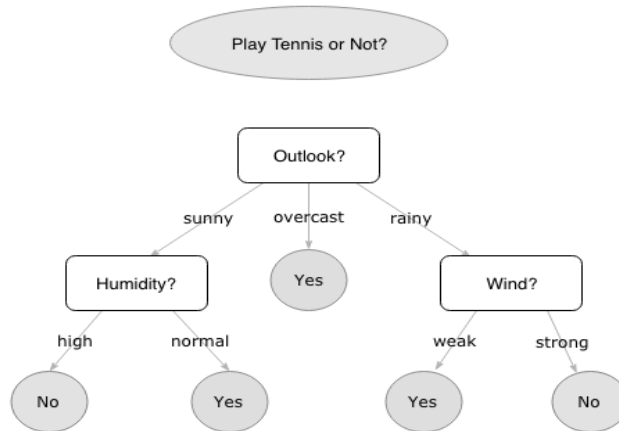 Play Tennis or Not?
Outlook?
sunny
overcast
rainy
Humidity?
Yes
Wind?
high
normal
weak
strong
No
Yes
Yes
No